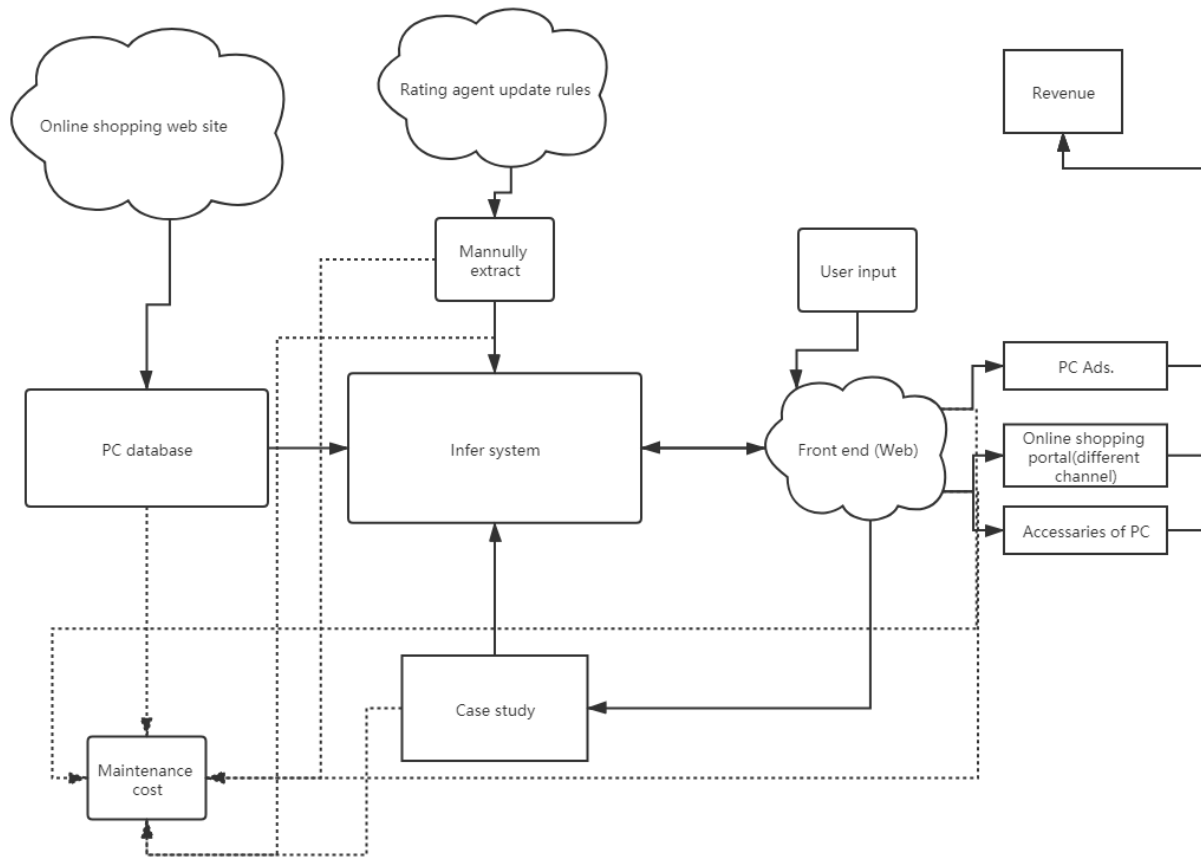 Rating agent update rules
Revenue
Online shopping web site
Mannully
extract
User input
PC Ads.
PC database
Infer system
Front end (Web)
Online shopping
portal(different
channel)
Accessaries of PC
Case study
Maintenance
cost